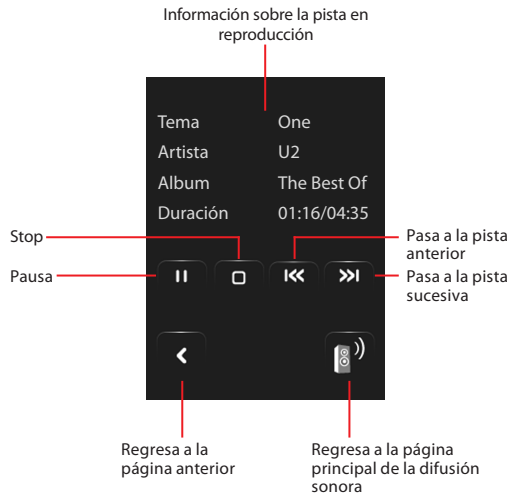 Información sobre la pista en
reproducción
Tema One
Artista U2
Album The Best Of
Duración 01:16/04:35
Stop
Pausa
Pasa a la pista
anterior
Pasa a la pista
sucesiva
Regresa a la
página anterior
Regresa a la página
principal de la difusión
sonora